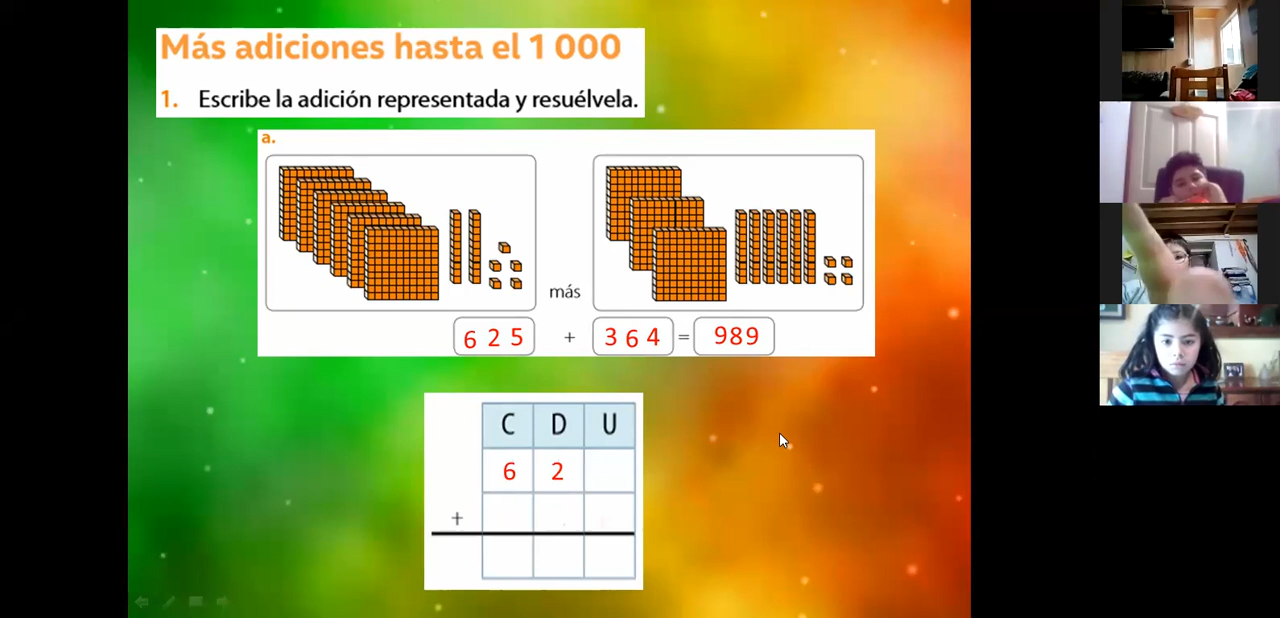 Más adiciones hasta el 1 000
1. Escribe la adición representada y resuélvela.
a.
más
6 2 5 + 3 6 4 = 989
C D U
6 2
+